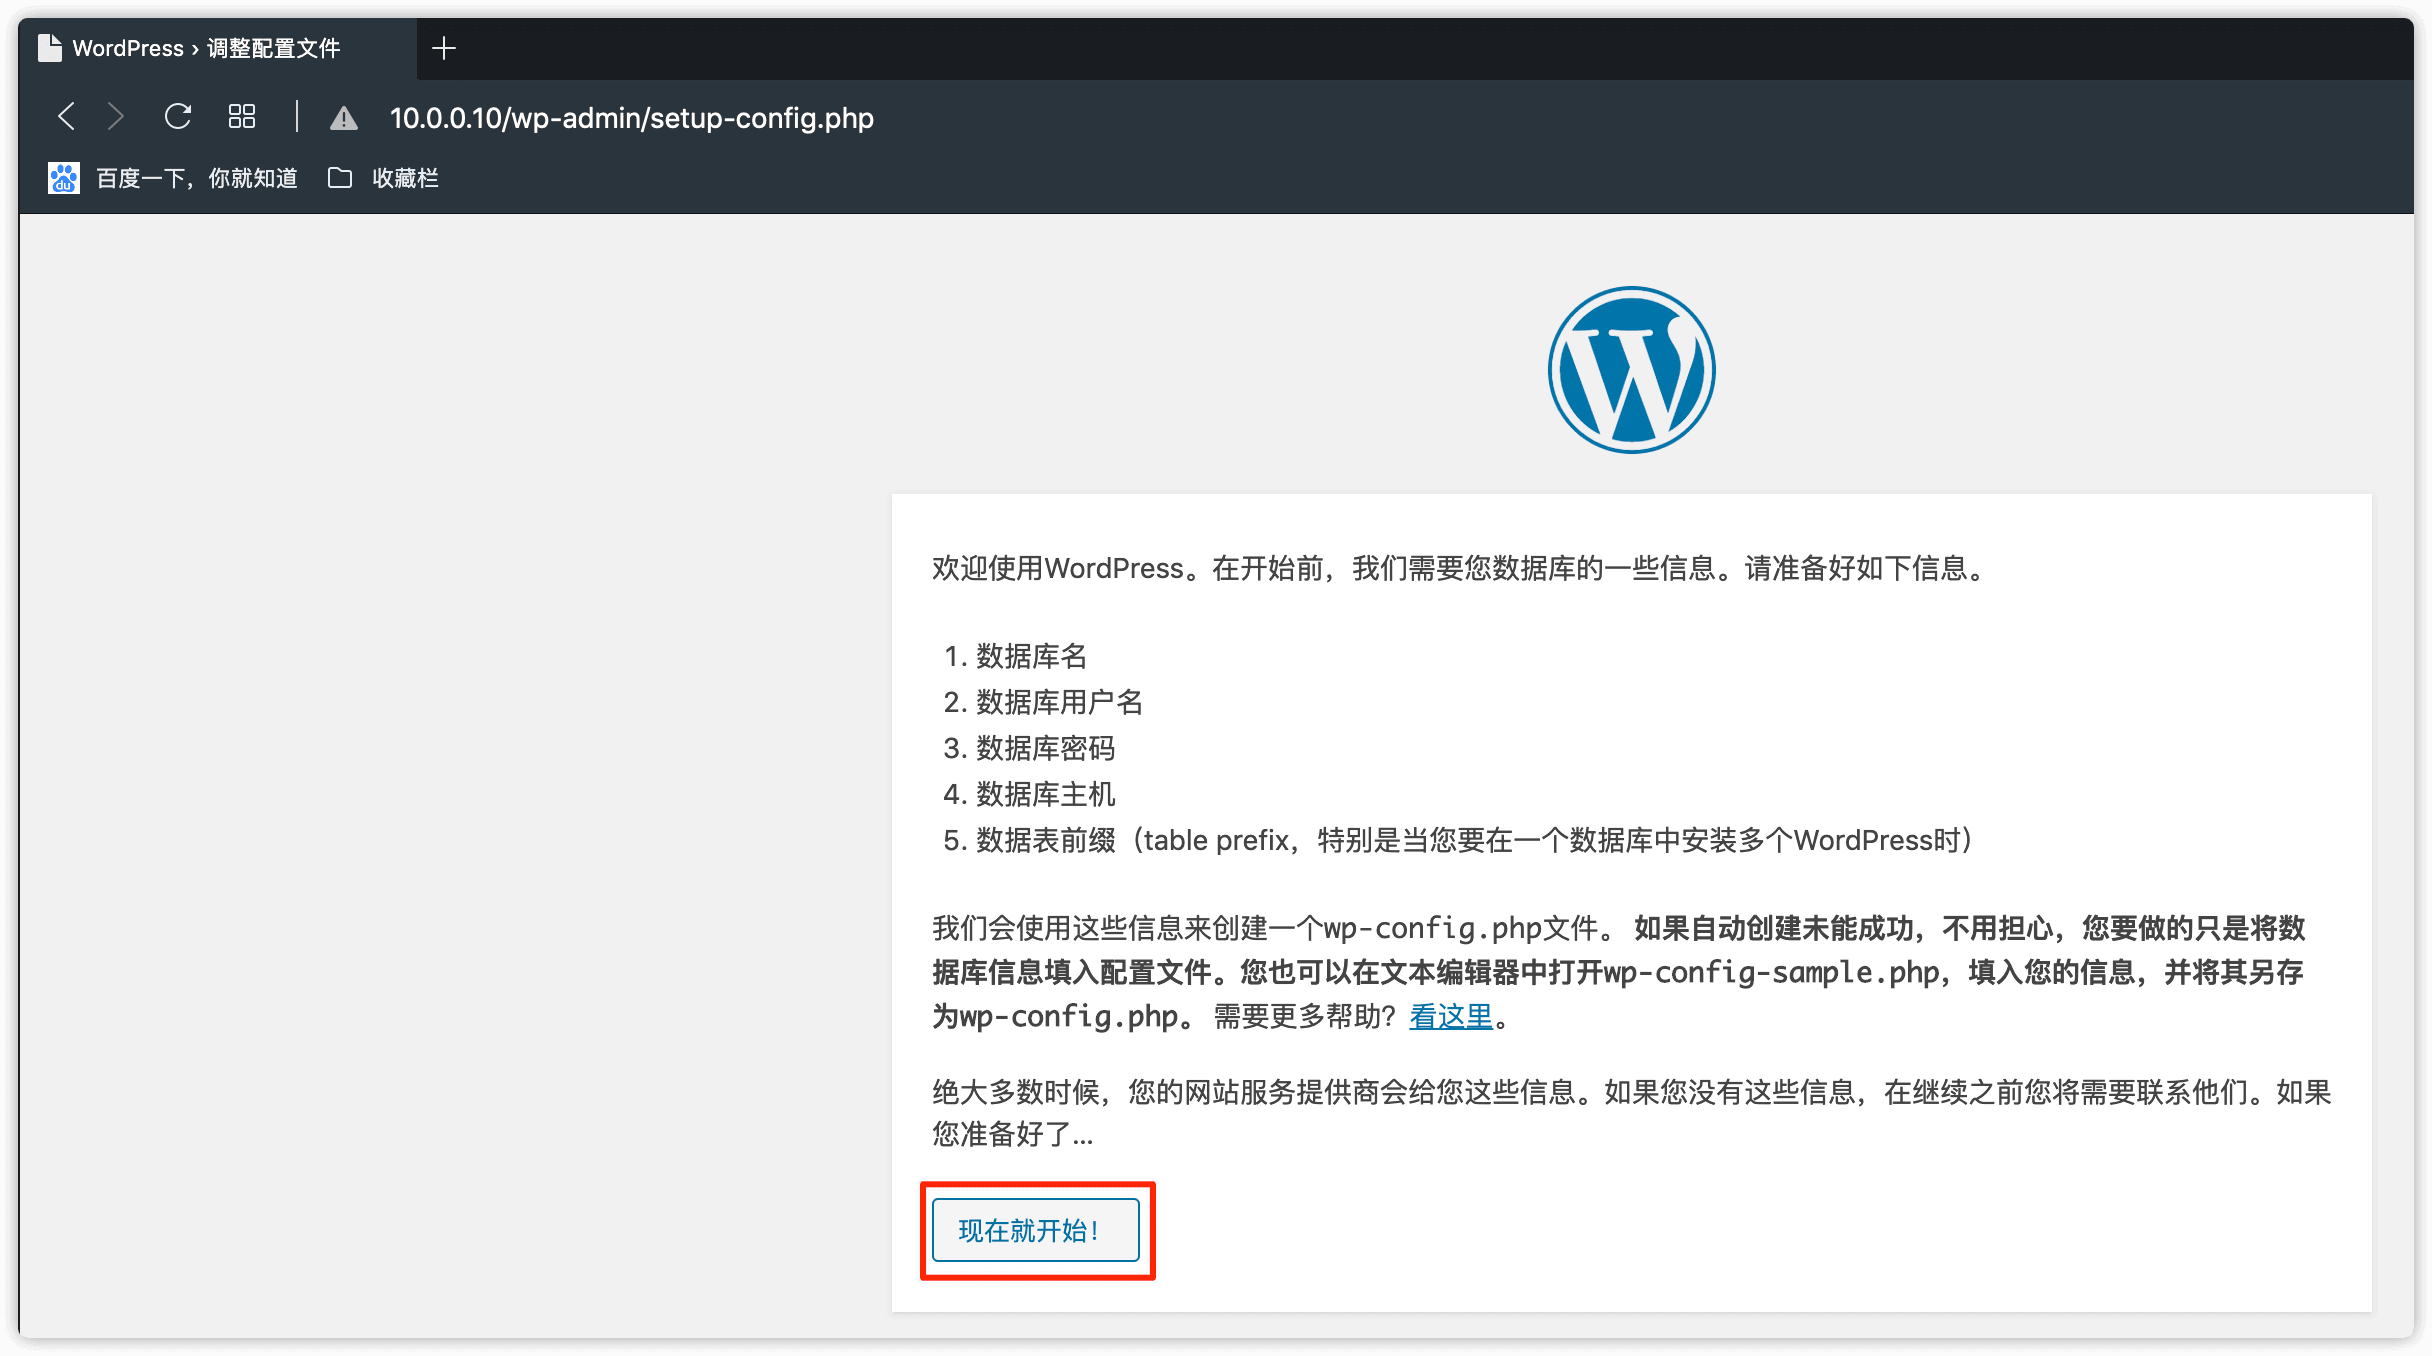 WordPress › 调整配置文件
10.0.0.10/wp-admin/setup-config.php
du 百度一下，你就知道 收藏栏
欢迎使用WordPress。在开始前，我们需要您数据库的一些信息。请准备好如下信息。
1. 数据库名
2. 数据库用户名
3. 数据库密码
4. 数据库主机
5. 数据表前缀（table prefix，特别是当您要在一个数据库中安装多个WordPress时）
我们会使用这些信息来创建一个wp-config.php文件。 如果自动创建未能成功，不用担心，您要做的只是将数
据库信息填入配置文件。您也可以在文本编辑器中打开wp-config-sample.php，填入您的信息，并将其另存
为wp-config.php。 需要更多帮助？看这里。
绝大多数时候，您的网站服务提供商会给您这些信息。如果您没有这些信息，在继续之前您将需要联系他们。如果
您准备好了…
现在就开始！